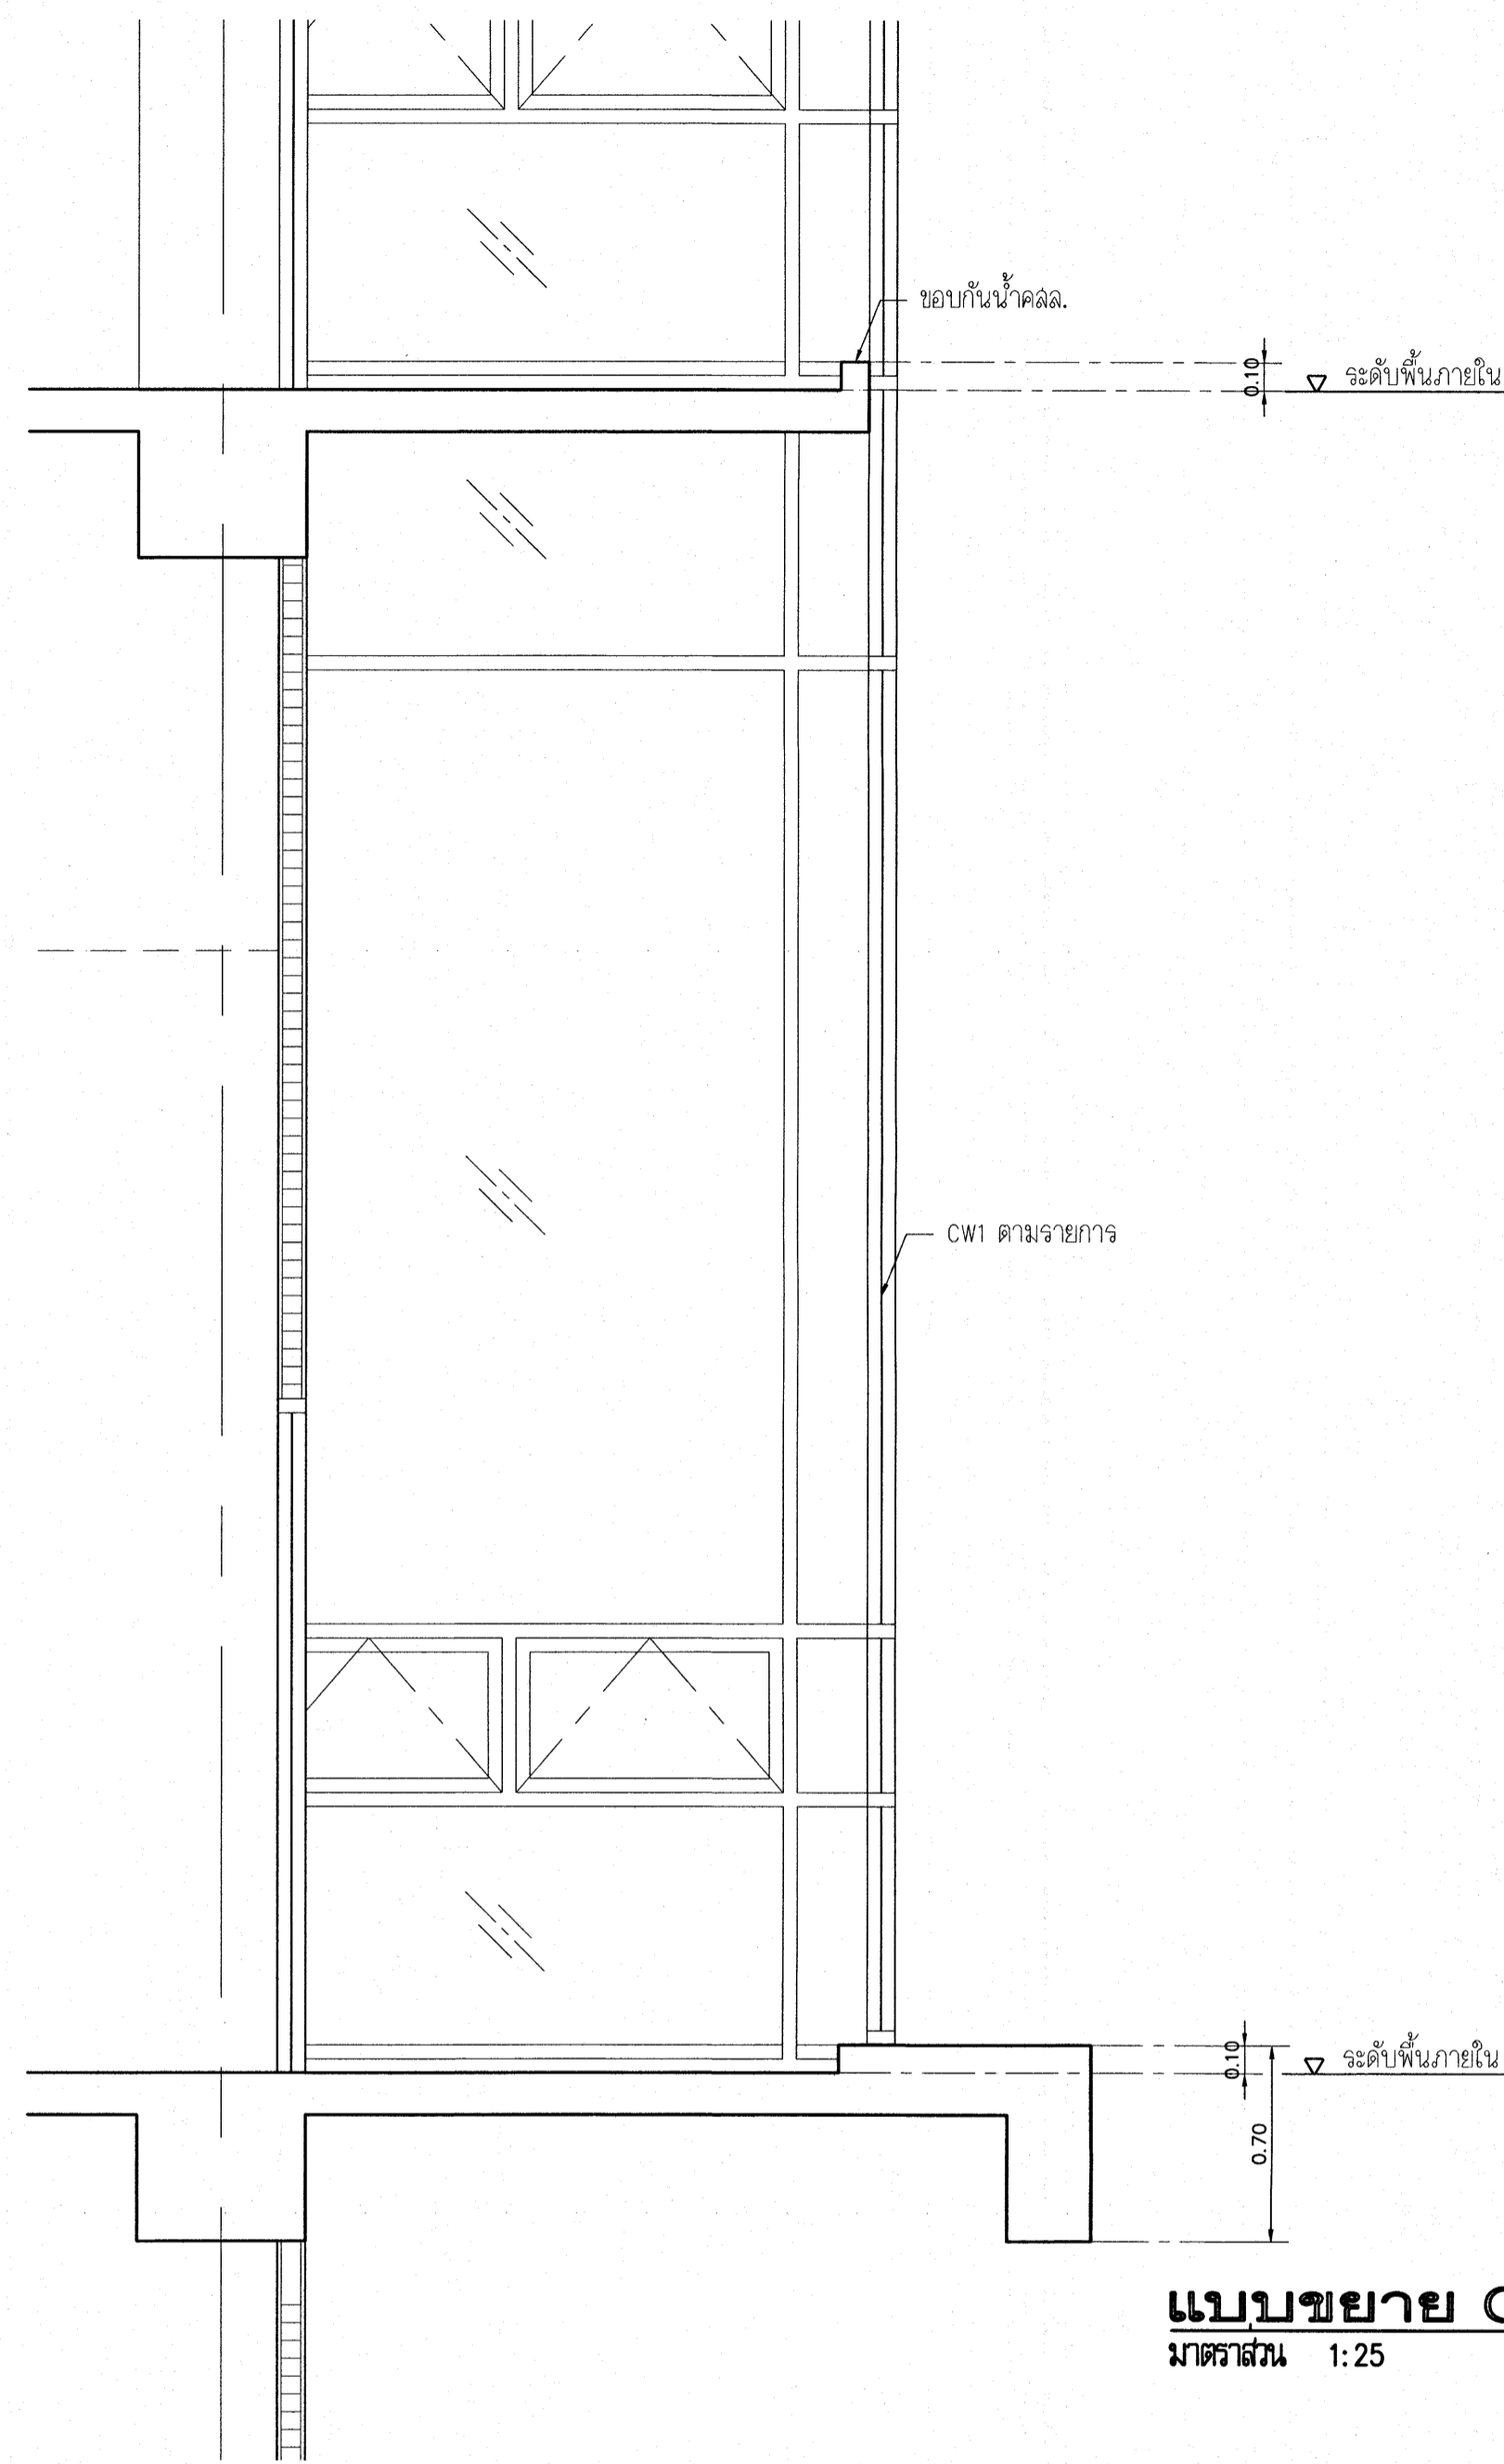 ขอบกันน้ำคสล.
0.10
ระดับพื้นภายใน
CW1 ตามรายการ
0.10
ระดับพื้นภายใน
0.70
แบบขยาย
มาตราส่วน 1:25